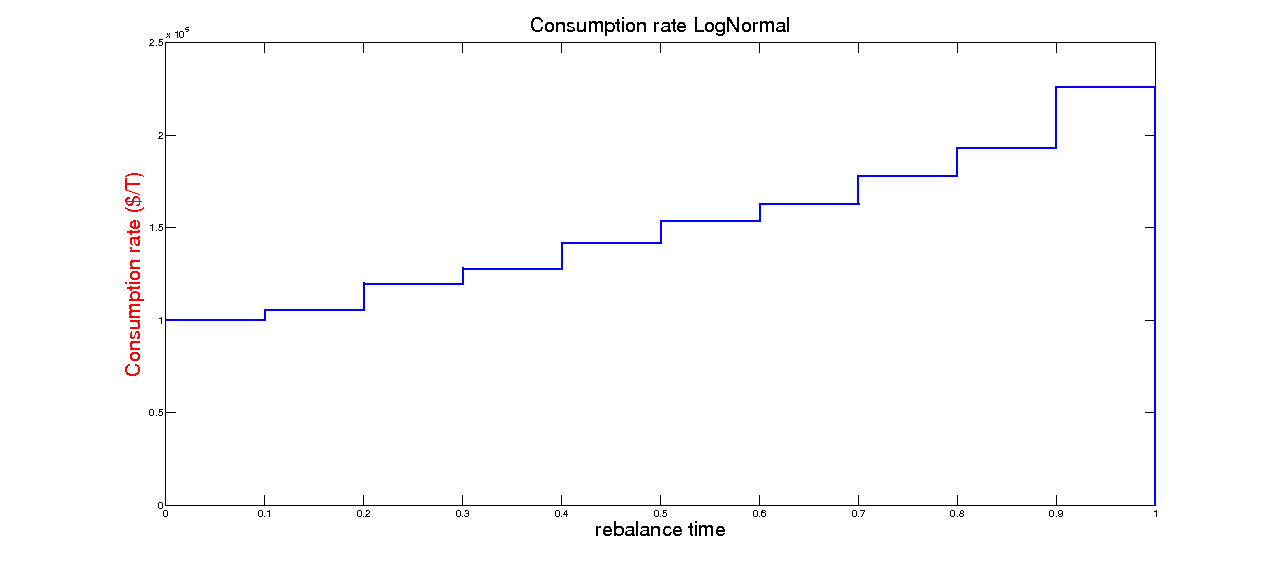 Consumption rate LogNormal
x 10^5
2.5
2
1.5
1
0.5
0
Consumption rate ($/T)
0 0.1 0.2 0.3 0.4 0.5 0.6 0.7 0.8 0.9 1
rebalance time